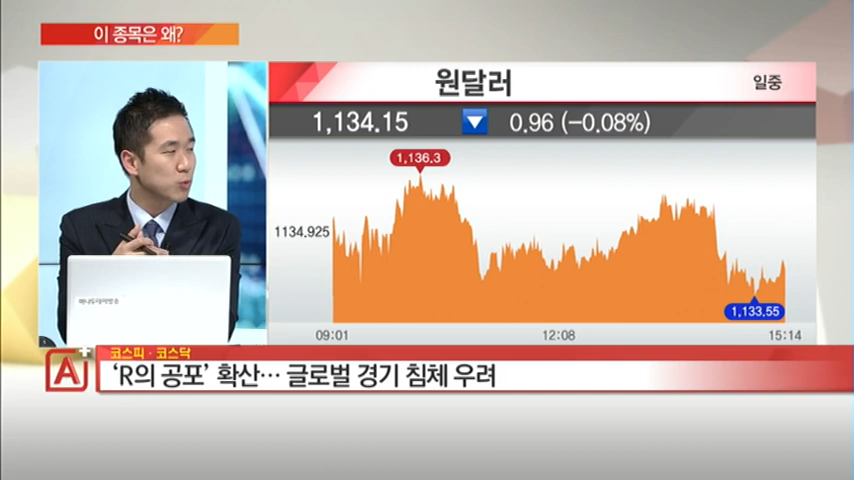 이 종목은 왜?
원달러
일중
1,134.15 ▼ 0.96 (-0.08%)
1,136.3
1134.925
1,133.55
09:01 12:08 15:14
코스피·코스닥
A+
'R의 공포' 확산… 글로벌 경기 침체 우려